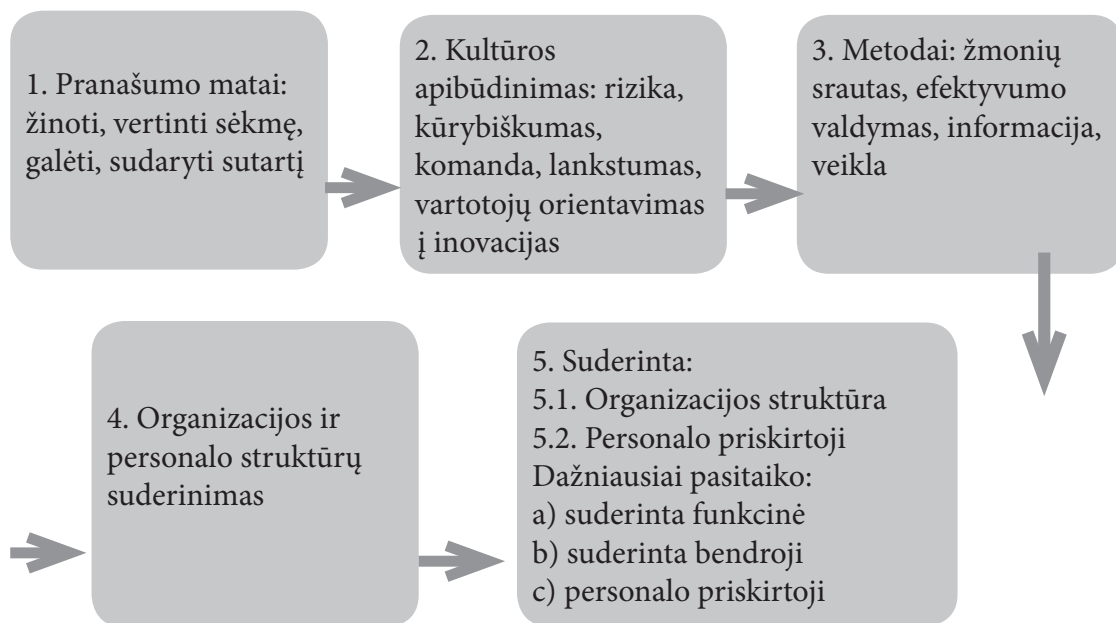 1. Pranašumo matai:
žinoti, vertinti sėkmę,
galėti, sudaryti sutartį
2. Kultūros
apibūdinimas: rizika,
kūrybiškumas,
komanda, lankstumas,
vartotojų orientavimas
į inovacijas
3. Metodai: žmonių
srautas, efektyvumo
valdymas, informacija,
veikla
4. Organizacijos ir
personalo struktūrų
suderinimas
5. Suderinta:
5.1. Organizacijos struktūra
5.2. Personalo priskirtoji
Dažniausiai pasitaiko:
a) suderinta funkcinė
b) suderinta bendroji
c) personalo priskirtoji